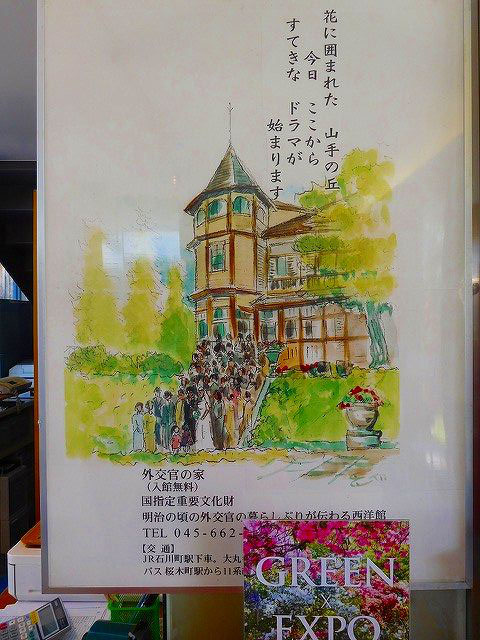 花に囲まれた 山手の丘
今日 ここから
すてきな ドラマが
始まります
外交官の家
(入館無料)
国指定重要文化財
明治の頃の外交官の暮らしぶりが伝わる西洋館
TEL 045-662-
【交 通】
JR石川町駅下車。大丸
バス 桜木町駅から11系
GREEN
×
EXPO